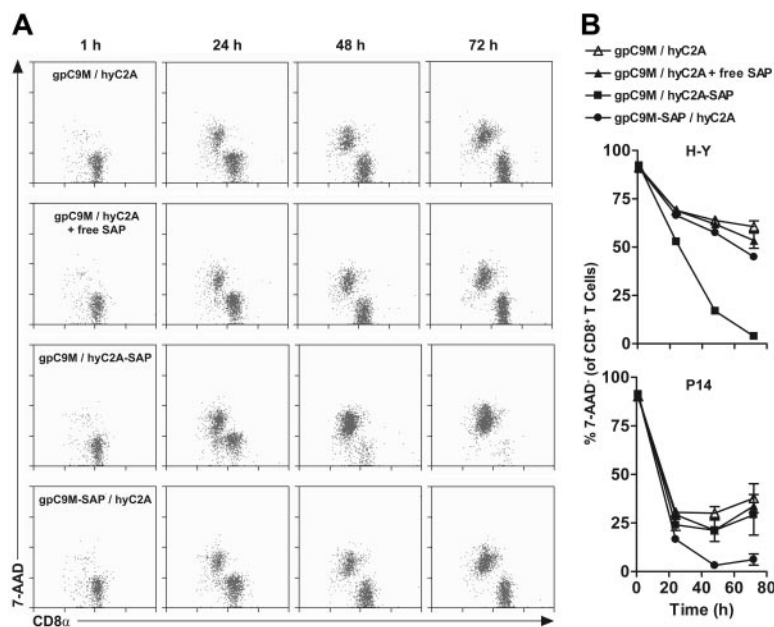 A
1 h 24 h 48 h 72 h
gpC9M / hyC2A
gpC9M / hyC2A
+ free SAP
gpC9M / hyC2A-SAP
gpC9M-SAP / hyC2A
7-AAD
CD8α
B
gpC9M / hyC2A
gpC9M / hyC2A + free SAP
gpC9M / hyC2A-SAP
gpC9M-SAP / hyC2A
H-Y
100
75
50
25
0
% 7-AAD⁻ (of CD8⁺ T Cells)
P14
100
75
50
25
0
0 20 40 60 80
Time (h)